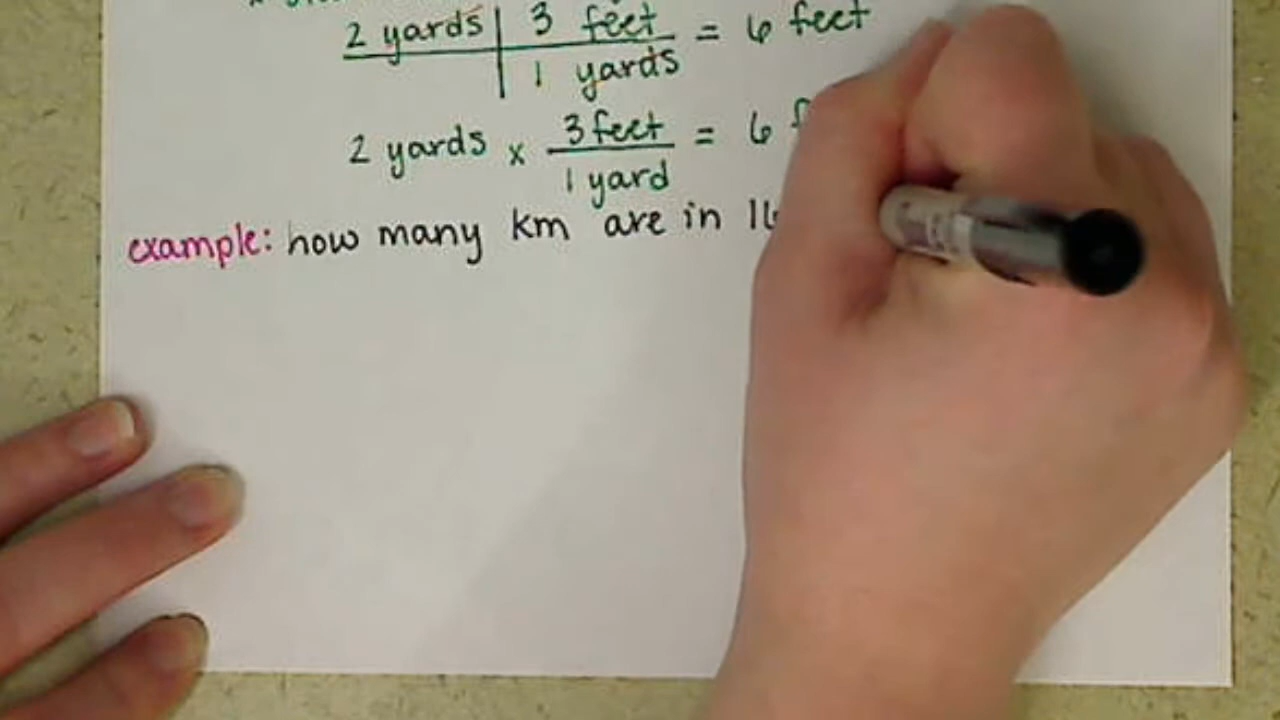 2 yards | 3 feet = 6 feet
1 yards
2 yards x 3 feet = 6
1 yard
example: how many km are in 16